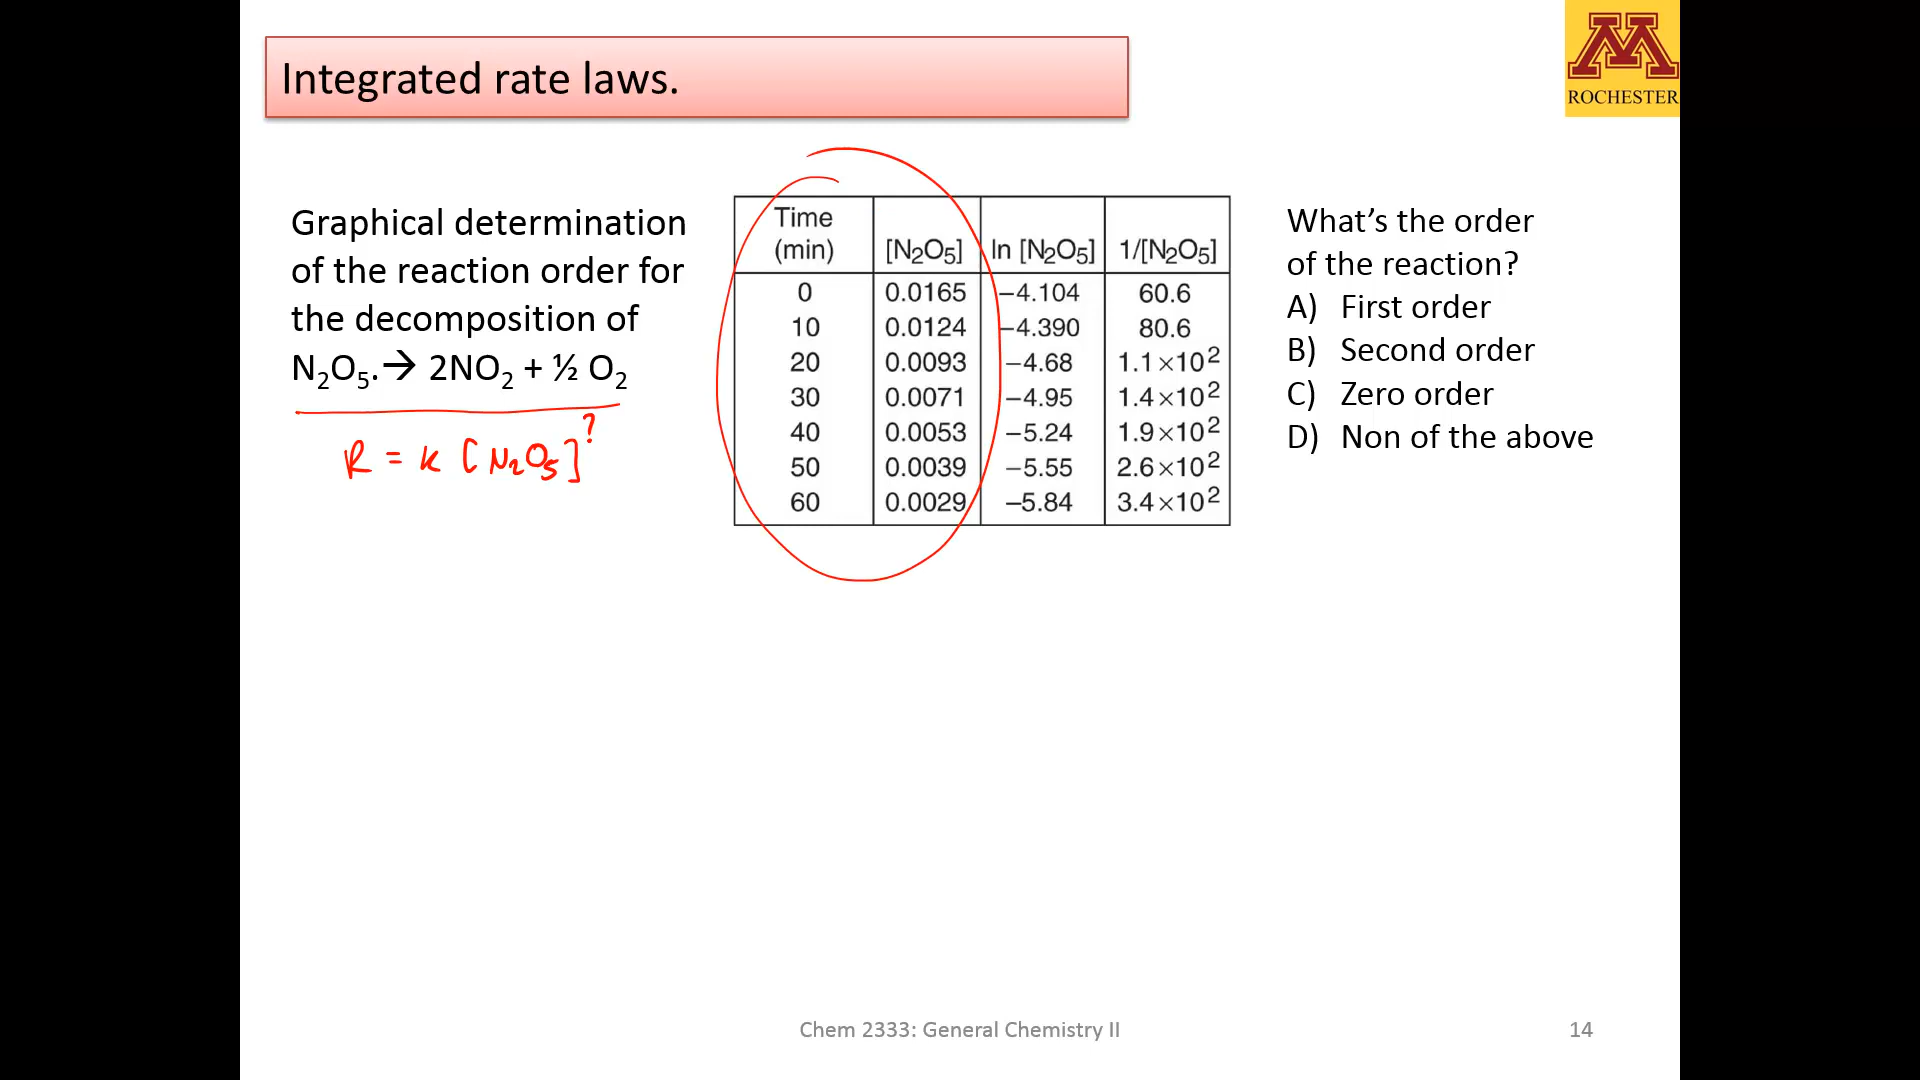 Integrated rate laws.
M
ROCHESTER
Graphical determination
of the reaction order for
the decomposition of
N₂O₅.→ 2NO₂ + ½ O₂
R = k [N₂O₅]^?
Time (min) [N₂O₅] ln [N₂O₅] 1/[N₂O₅]
0 0.0165 −4.104 60.6
10 0.0124 −4.390 80.6
20 0.0093 −4.68 1.1×10²
30 0.0071 −4.95 1.4×10²
40 0.0053 −5.24 1.9×10²
50 0.0039 −5.55 2.6×10²
60 0.0029 −5.84 3.4×10²
What’s the order
of the reaction?
A) First order
B) Second order
C) Zero order
D) Non of the above
Chem 2333: General Chemistry II
14